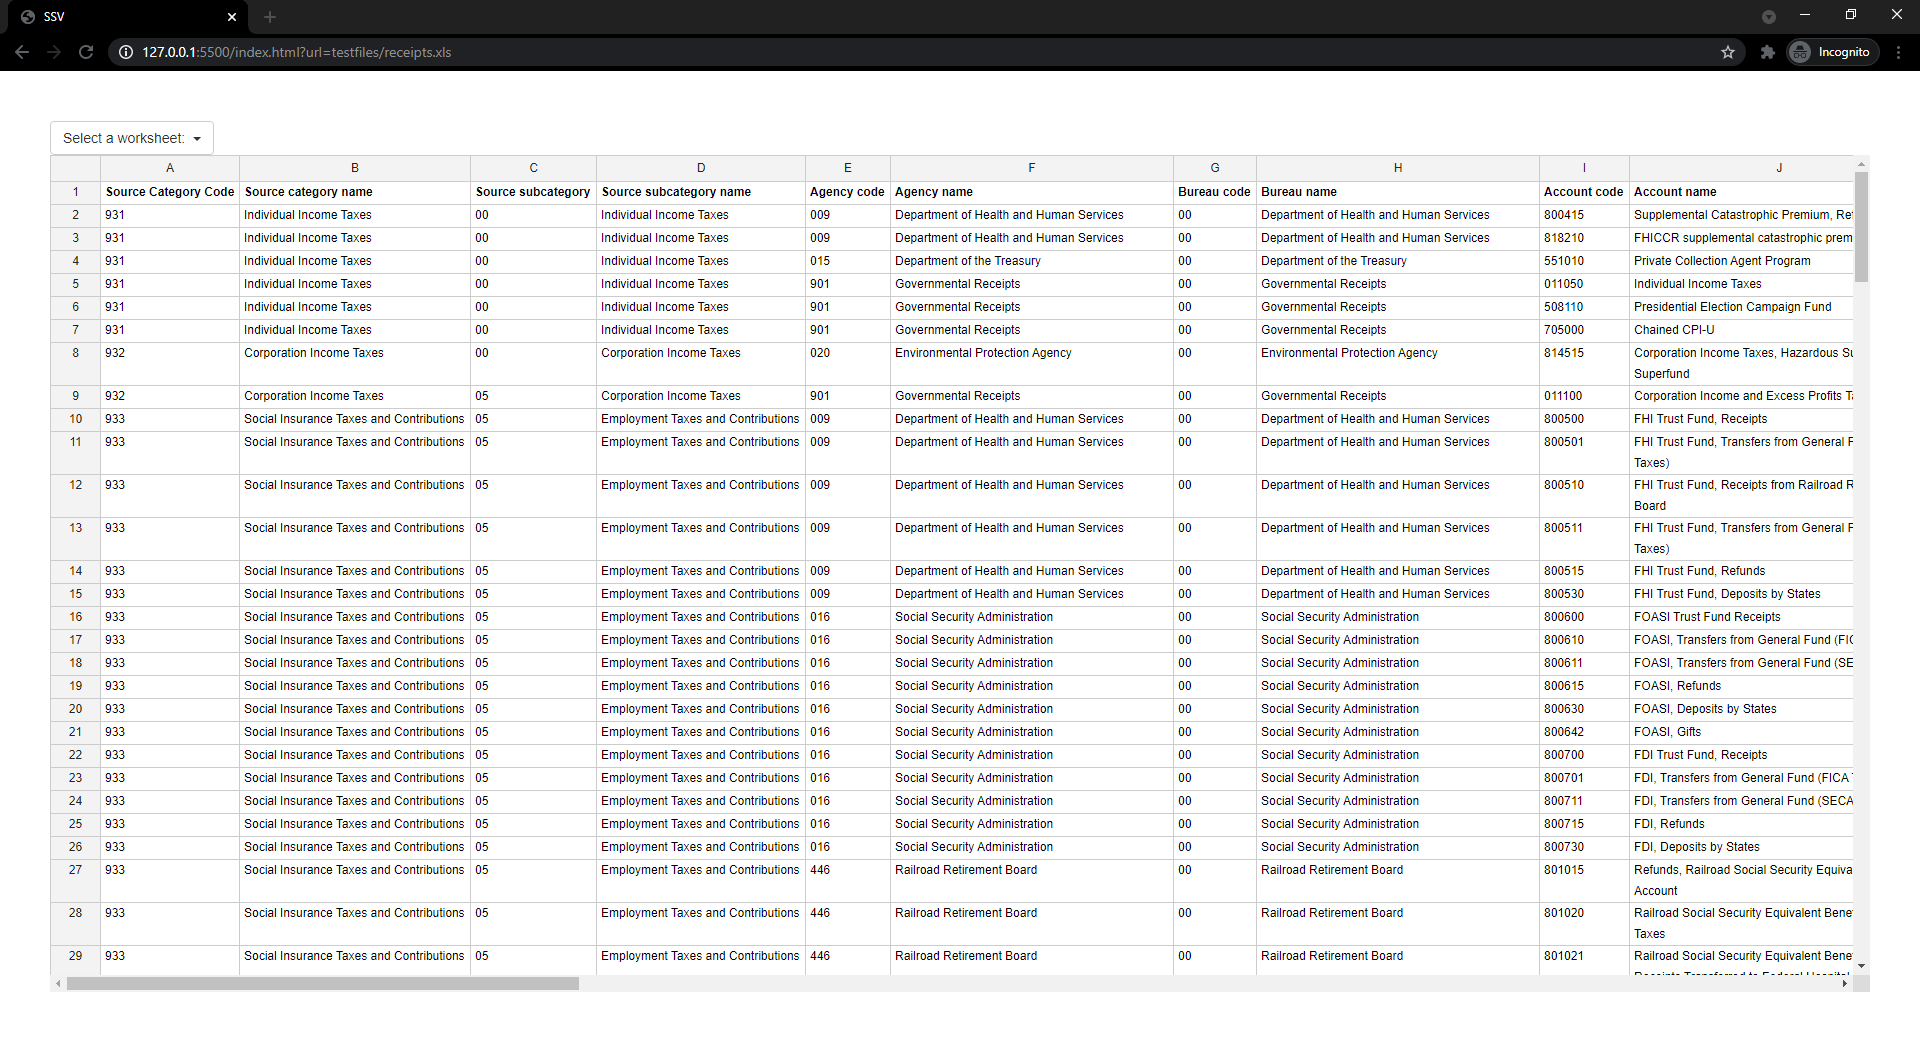 SSV
127.0.0.1:5500/index.html?url=testfiles/receipts.xls
Incognito
Select a worksheet:
A B C D E F G H I J
1 Source Category Code Source category name Source subcategory Source subcategory name Agency code Agency name Bureau code Bureau name Account code Account name
2 931 Individual Income Taxes 00 Individual Income Taxes 009 Department of Health and Human Services 00 Department of Health and Human Services 800415 Supplemental Catastrophic Premium,
3 931 Individual Income Taxes 00 Individual Income Taxes 009 Department of Health and Human Services 00 Department of Health and Human Services 818210 FHICCR supplemental catastrophic prem
4 931 Individual Income Taxes 00 Individual Income Taxes 015 Department of the Treasury 00 Department of the Treasury 551010 Private Collection Agent Program
5 931 Individual Income Taxes 00 Individual Income Taxes 901 Governmental Receipts 00 Governmental Receipts 011050 Individual Income Taxes
6 931 Individual Income Taxes 00 Individual Income Taxes 901 Governmental Receipts 00 Governmental Receipts 508110 Presidential Election Campaign Fund
7 931 Individual Income Taxes 00 Individual Income Taxes 901 Governmental Receipts 00 Governmental Receipts 705000 Chained CPI-U
8 932 Corporation Income Taxes 00 Corporation Income Taxes 020 Environmental Protection Agency 00 Environmental Protection Agency 814515 Corporation Income Taxes, Hazardous
Superfund
9 932 Corporation Income Taxes 05 Corporation Income Taxes 901 Governmental Receipts 00 Governmental Receipts 011100 Corporation Income and Excess Profits
10 933 Social Insurance Taxes and Contributions 05 Employment Taxes and Contributions 009 Department of Health and Human Services 00 Department of Health and Human Services 800500 FHI Trust Fund, Receipts
11 933 Social Insurance Taxes and Contributions 05 Employment Taxes and Contributions 009 Department of Health and Human Services 00 Department of Health and Human Services 800501 FHI Trust Fund, Transfers from General
Taxes)
12 933 Social Insurance Taxes and Contributions 05 Employment Taxes and Contributions 009 Department of Health and Human Services 00 Department of Health and Human Services 800510 FHI Trust Fund, Receipts from Railroad
Board
13 933 Social Insurance Taxes and Contributions 05 Employment Taxes and Contributions 009 Department of Health and Human Services 00 Department of Health and Human Services 800511 FHI Trust Fund, Transfers from General
Taxes)
14 933 Social Insurance Taxes and Contributions 05 Employment Taxes and Contributions 009 Department of Health and Human Services 00 Department of Health and Human Services 800515 FHI Trust Fund, Refunds
15 933 Social Insurance Taxes and Contributions 05 Employment Taxes and Contributions 009 Department of Health and Human Services 00 Department of Health and Human Services 800530 FHI Trust Fund, Deposits by States
16 933 Social Insurance Taxes and Contributions 05 Employment Taxes and Contributions 016 Social Security Administration 00 Social Security Administration 800600 FOASI Trust Fund Receipts
17 933 Social Insurance Taxes and Contributions 05 Employment Taxes and Contributions 016 Social Security Administration 00 Social Security Administration 800610 FOASI, Transfers from General Fund
18 933 Social Insurance Taxes and Contributions 05 Employment Taxes and Contributions 016 Social Security Administration 00 Social Security Administration 800611 FOASI, Transfers from General Fund (SE
19 933 Social Insurance Taxes and Contributions 05 Employment Taxes and Contributions 016 Social Security Administration 00 Social Security Administration 800615 FOASI, Refunds
20 933 Social Insurance Taxes and Contributions 05 Employment Taxes and Contributions 016 Social Security Administration 00 Social Security Administration 800630 FOASI, Deposits by States
21 933 Social Insurance Taxes and Contributions 05 Employment Taxes and Contributions 016 Social Security Administration 00 Social Security Administration 800642 FOASI, Gifts
22 933 Social Insurance Taxes and Contributions 05 Employment Taxes and Contributions 016 Social Security Administration 00 Social Security Administration 800700 FDI Trust Fund, Receipts
23 933 Social Insurance Taxes and Contributions 05 Employment Taxes and Contributions 016 Social Security Administration 00 Social Security Administration 800701 FDI, Transfers from General Fund (FICA
24 933 Social Insurance Taxes and Contributions 05 Employment Taxes and Contributions 016 Social Security Administration 00 Social Security Administration 800711 FDI, Transfers from General Fund (SECA
25 933 Social Insurance Taxes and Contributions 05 Employment Taxes and Contributions 016 Social Security Administration 00 Social Security Administration 800715 FDI, Refunds
26 933 Social Insurance Taxes and Contributions 05 Employment Taxes and Contributions 016 Social Security Administration 00 Social Security Administration 800730 FDI, Deposits by States
27 933 Social Insurance Taxes and Contributions 05 Employment Taxes and Contributions 446 Railroad Retirement Board 00 Railroad Retirement Board 801015 Refunds, Railroad Social Security Equiva
Account
28 933 Social Insurance Taxes and Contributions 05 Employment Taxes and Contributions 446 Railroad Retirement Board 00 Railroad Retirement Board 801020 Railroad Social Security Equivalent Bene
Taxes
29 933 Social Insurance Taxes and Contributions 05 Employment Taxes and Contributions 446 Railroad Retirement Board 00 Railroad Retirement Board 801021 Railroad Social Security Equivalent Bene